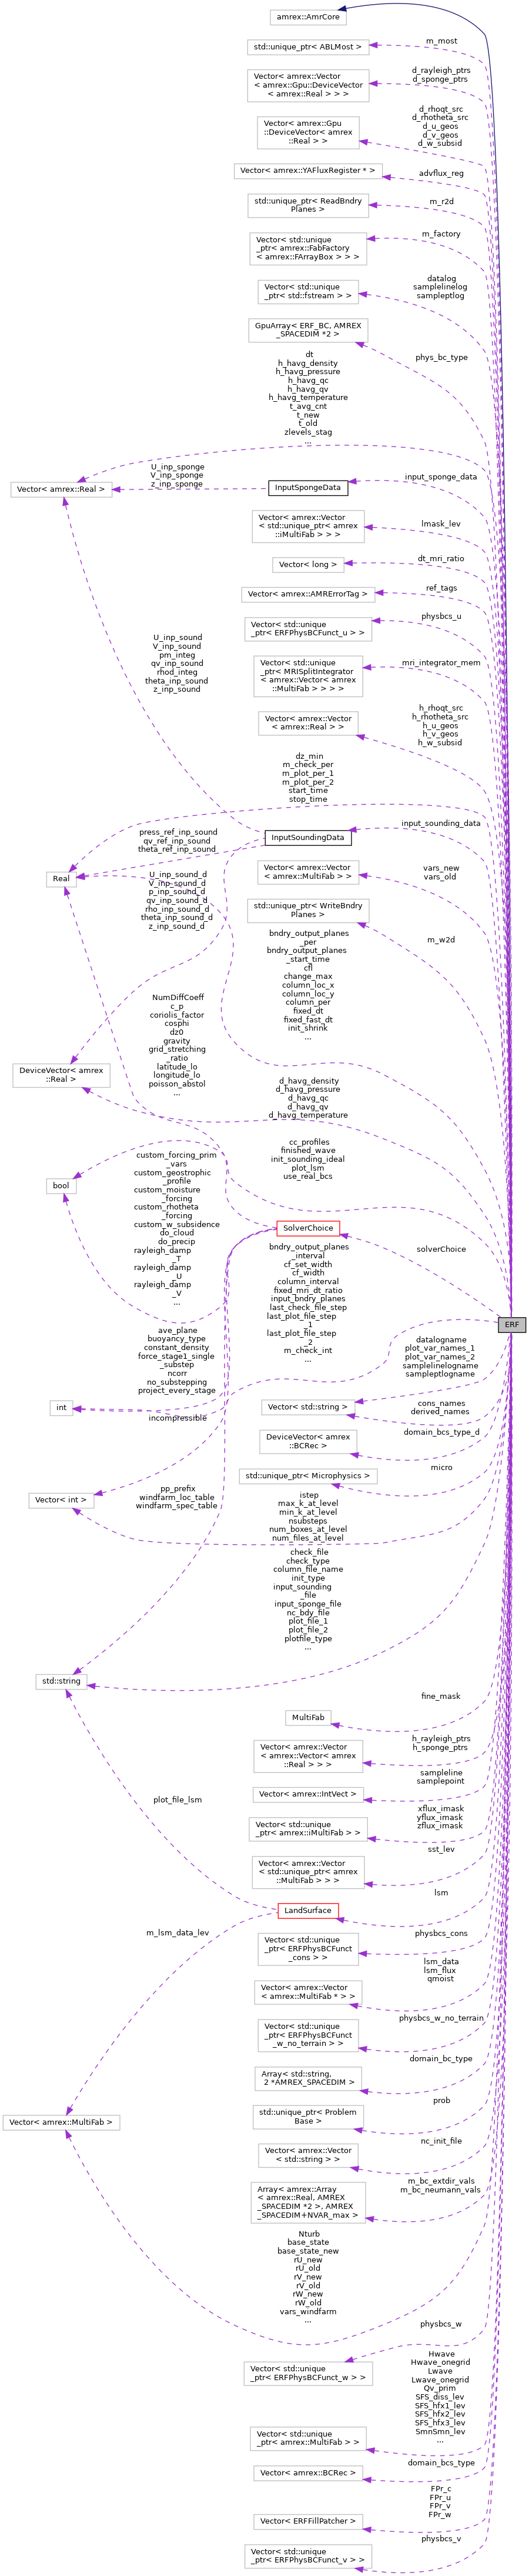 amrex::AmrCore
m_most
std::unique_ptr< ABLMost >
d_rayleigh_ptrs
d_sponge_ptrs
Vector< amrex::Vector
< amrex::Gpu::DeviceVector
< amrex::Real > > >
d_rhoqt_src
d_rhotheta_src
d_u_geos
d_v_geos
d_w_subsid
Vector< amrex::Gpu
::DeviceVector< amrex
::Real > >
advflux_reg
Vector< amrex::YAFluxRegister * >
m_r2d
std::unique_ptr< ReadBndry
Planes >
m_factory
Vector< std::unique
_ptr< amrex::FabFactory
< amrex::FArrayBox > > >
datalog
samplelinelog
sampleptlog
Vector< std::unique
_ptr< std::fstream > >
GpuArray< ERF_BC, AMREX
_SPACEDIM *2 >
phys_bc_type
dt
h_havg_density
h_havg_pressure
h_havg_qc
h_havg_qv
h_havg_temperature
t_avg_cnt
t_new
t_old
zlevels_stag
...
U_inp_sponge
V_inp_sponge
z_inp_sponge
Vector< amrex::Real >
InputSpongeData
input_sponge_data
Vector< amrex::Vector
< std::unique_ptr< amrex
::iMultiFab > > >
lmask_lev
Vector< long >
dt_mri_ratio
Vector< amrex::AMRErrorTag >
ref_tags
Vector< std::unique
_ptr< ERFPhysBCFunct_u > >
physbcs_u
U_inp_sound
V_inp_sound
pm_integ
qv_inp_sound
rhod_integ
theta_inp_sound
z_inp_sound
Vector< std::unique
_ptr< MRISplitIntegrator
< amrex::Vector< amrex
::MultiFab > > > >
mri_integrator_mem
Vector< amrex::Vector
< amrex::Real > >
h_rhoqt_src
h_rhotheta_src
h_u_geos
h_v_geos
h_w_subsid
dz_min
m_check_per
m_plot_per_1
m_plot_per_2
start_time
stop_time
press_ref_inp_sound
qv_ref_inp_sound
theta_ref_inp_sound
InputSoundingData
input_sounding_data
Real
U_inp_sound_d
V_inp_sound_d
p_inp_sound_d
qv_inp_sound_d
rho_inp_sound_d
theta_inp_sound_d
z_inp_sound_d
Vector< amrex::Vector
< amrex::MultiFab > >
vars_new
vars_old
std::unique_ptr< WriteBndry
Planes >
m_w2d
bndry_output_planes
_per
bndry_output_planes
_start_time
cfl
change_max
column_loc_x
column_loc_y
column_per
fixed_dt
fixed_fast_dt
init_shrink
...
NumDiffCoeff
c_p
coriolis_factor
cosphi
dz0
gravity
grid_stretching
_ratio
latitude_lo
longitude_lo
poisson_abstol
...
DeviceVector< amrex
::Real >
d_havg_density
d_havg_pressure
d_havg_qc
d_havg_qv
d_havg_temperature
cc_profiles
finished_wave
init_sounding_ideal
plot_lsm
use_real_bcs
bool
custom_forcing_prim
_vars
custom_geostrophic
_profile
custom_moisture
_forcing
custom_rhotheta
_forcing
custom_w_subsidence
do_cloud
do_precip
rayleigh_damp
_T
rayleigh_damp
_U
rayleigh_damp
_V
...
SolverChoice
solverChoice
bndry_output_planes
_interval
cf_set_width
cf_width
column_interval
fixed_mri_dt_ratio
input_bndry_planes
last_check_file_step
last_plot_file_step
_1
last_plot_file_step
_2
m_check_int
...
ERF
ave_plane
buoyancy_type
constant_density
force_stage1_single
_substep
ncorr
no_substepping
project_every_stage
int
datalogname
plot_var_names_1
plot_var_names_2
samplelinelogname
sampleptlogname
Vector< std::string >
cons_names
derived_names
incompressible
DeviceVector< amrex
::BCRec >
domain_bcs_type_d
std::unique_ptr< Microphysics >
micro
Vector< int >
pp_prefix
windfarm_loc_table
windfarm_spec_table
istep
max_k_at_level
min_k_at_level
nsubsteps
num_boxes_at_level
num_files_at_level
check_file
check_type
column_file_name
init_type
input_sounding
_file
input_sponge_file
nc_bdy_file
plot_file_1
plot_file_2
plotfile_type
...
std::string
MultiFab
fine_mask
Vector< amrex::Vector
< amrex::Vector< amrex
::Real > > >
h_rayleigh_ptrs
h_sponge_ptrs
Vector< amrex::IntVect >
sampleline
samplepoint
plot_file_lsm
Vector< std::unique
_ptr< amrex::iMultiFab > >
xflux_imask
yflux_imask
zflux_imask
Vector< amrex::Vector
< std::unique_ptr< amrex
::MultiFab > > >
sst_lev
LandSurface
lsm
m_lsm_data_lev
Vector< std::unique
_ptr< ERFPhysBCFunct
_cons > >
physbcs_cons
Vector< amrex::Vector
< amrex::MultiFab * > >
lsm_data
lsm_flux
qmoist
Vector< std::unique
_ptr< ERFPhysBCFunct
_w_no_terrain > >
physbcs_w_no_terrain
Array< std::string,
2 *AMREX_SPACEDIM >
domain_bc_type
Vector< amrex::MultiFab >
std::unique_ptr< Problem
Base >
prob
Vector< amrex::Vector
< std::string > >
nc_init_file
Array< amrex::Array
< amrex::Real, AMREX
_SPACEDIM *2 >, AMREX
_SPACEDIM+NVAR_max >
m_bc_extdir_vals
m_bc_neumann_vals
Nturb
base_state
base_state_new
rU_new
rU_old
rV_new
rV_old
rW_new
rW_old
vars_windfarm
...
Vector< std::unique
_ptr< ERFPhysBCFunct_w > >
physbcs_w
Hwave
Hwave_onegrid
Lwave
Lwave_onegrid
Qv_prim
SFS_diss_lev
SFS_hfx1_lev
SFS_hfx2_lev
SFS_hfx3_lev
SmnSmn_lev
...
Vector< std::unique
_ptr< amrex::MultiFab > >
Vector< amrex::BCRec >
domain_bcs_type
Vector< ERFFillPatcher >
FPr_c
FPr_u
FPr_v
FPr_w
Vector< std::unique
_ptr< ERFPhysBCFunct_v > >
physbcs_v